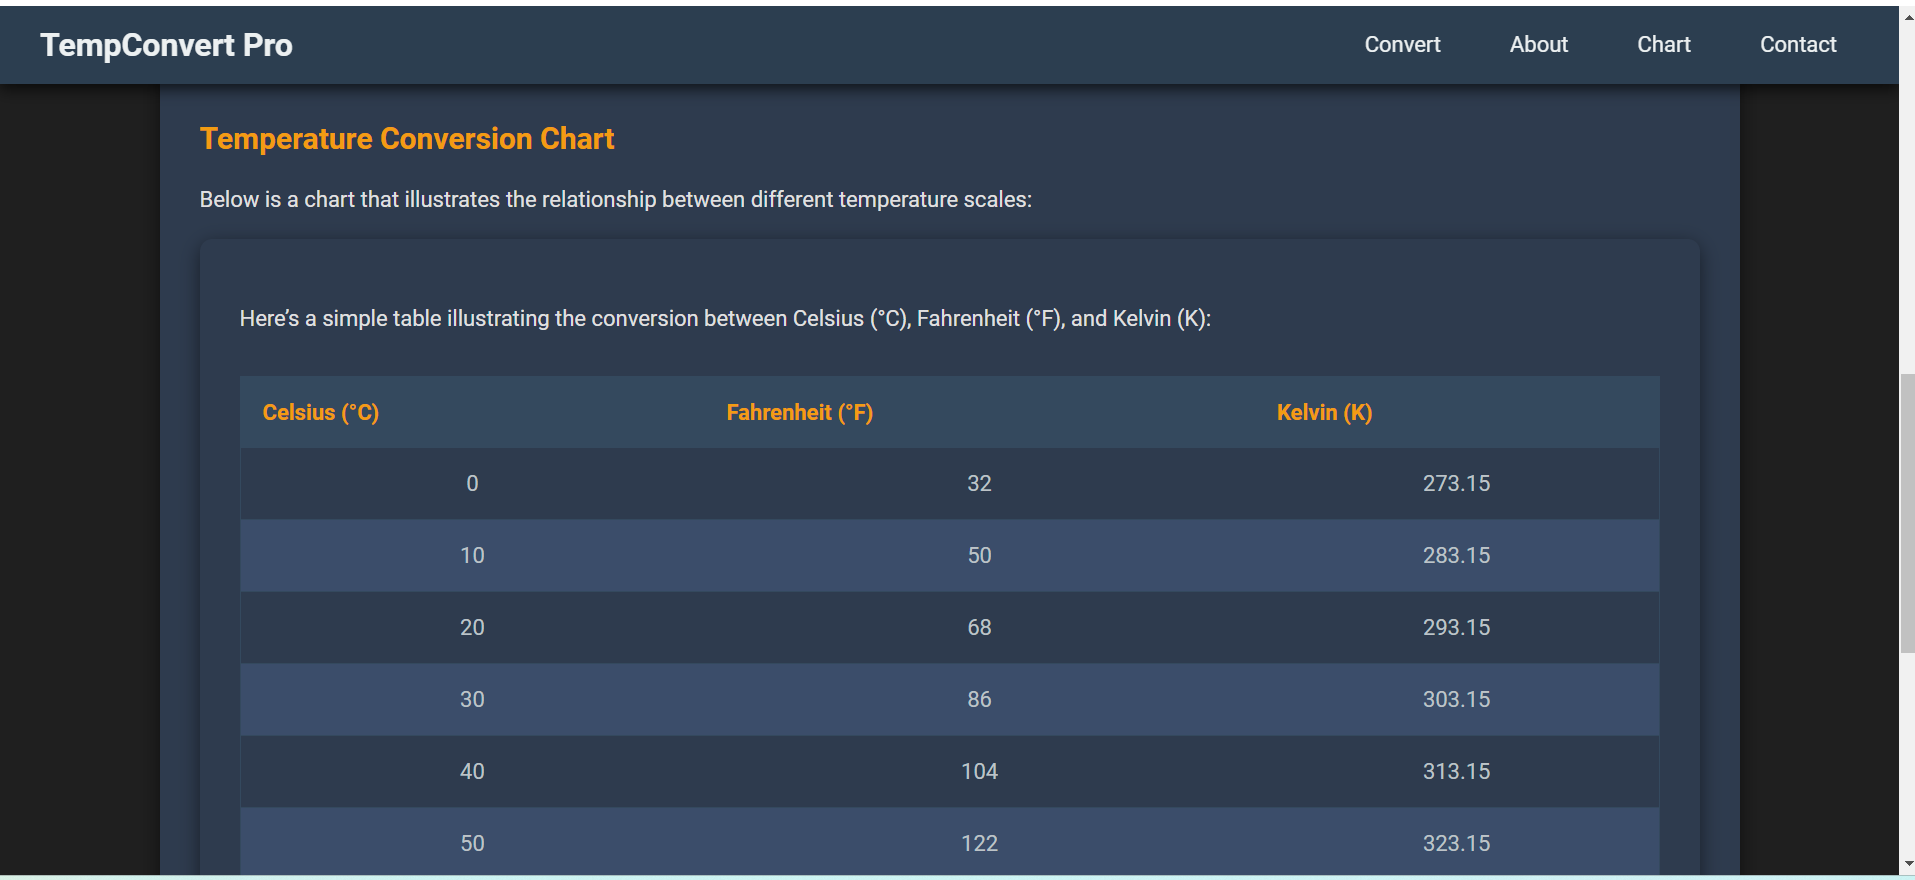 TempConvert Pro Convert About Chart Contact
Temperature Conversion Chart
Below is a chart that illustrates the relationship between different temperature scales:
Here’s a simple table illustrating the conversion between Celsius (°C), Fahrenheit (°F), and Kelvin (K):
Celsius (°C) Fahrenheit (°F) Kelvin (K)
0 32 273.15
10 50 283.15
20 68 293.15
30 86 303.15
40 104 313.15
50 122 323.15